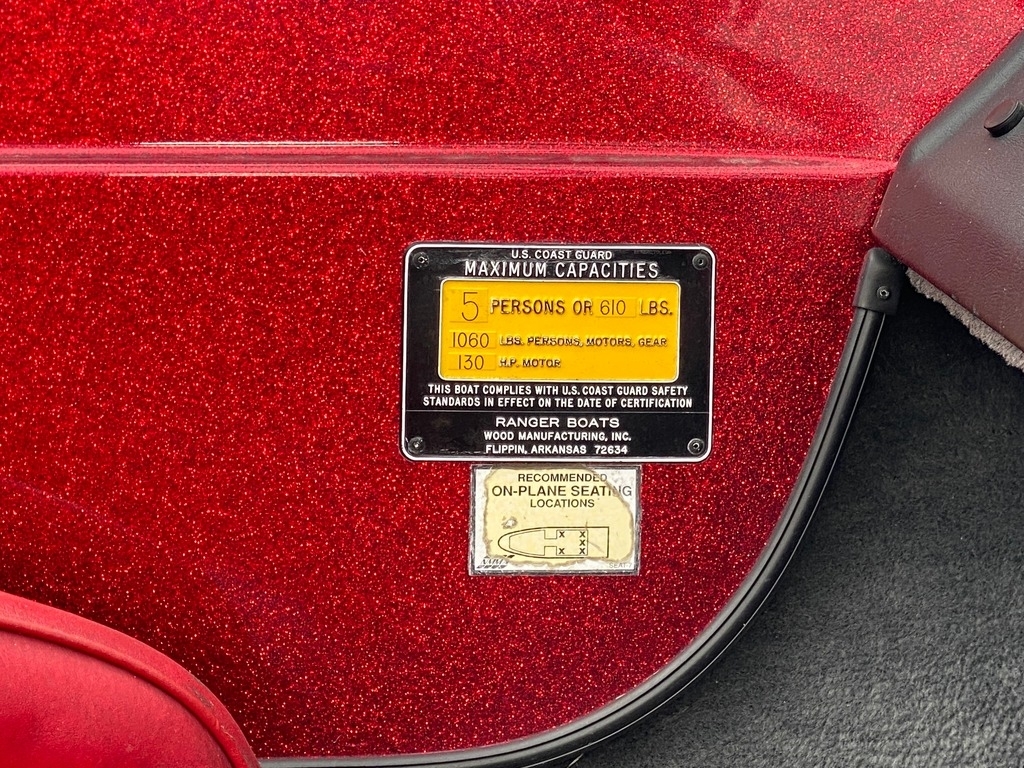 U.S. COAST GUARD
MAXIMUM CAPACITIES
5 PERSONS OR 610 LBS.
1060 LBS. PERSONS, MOTORS, GEAR
130 H.P. MOTOR
THIS BOAT COMPLIES WITH U.S. COAST GUARD SAFETY
STANDARDS IN EFFECT ON THE DATE OF CERTIFICATION
RANGER BOATS
WOOD MANUFACTURING, INC.
FLIPPIN, ARKANSAS 72634
RECOMMENDED
ON-PLANE SEATING
LOCATIONS
X X
X
X X
SEAT